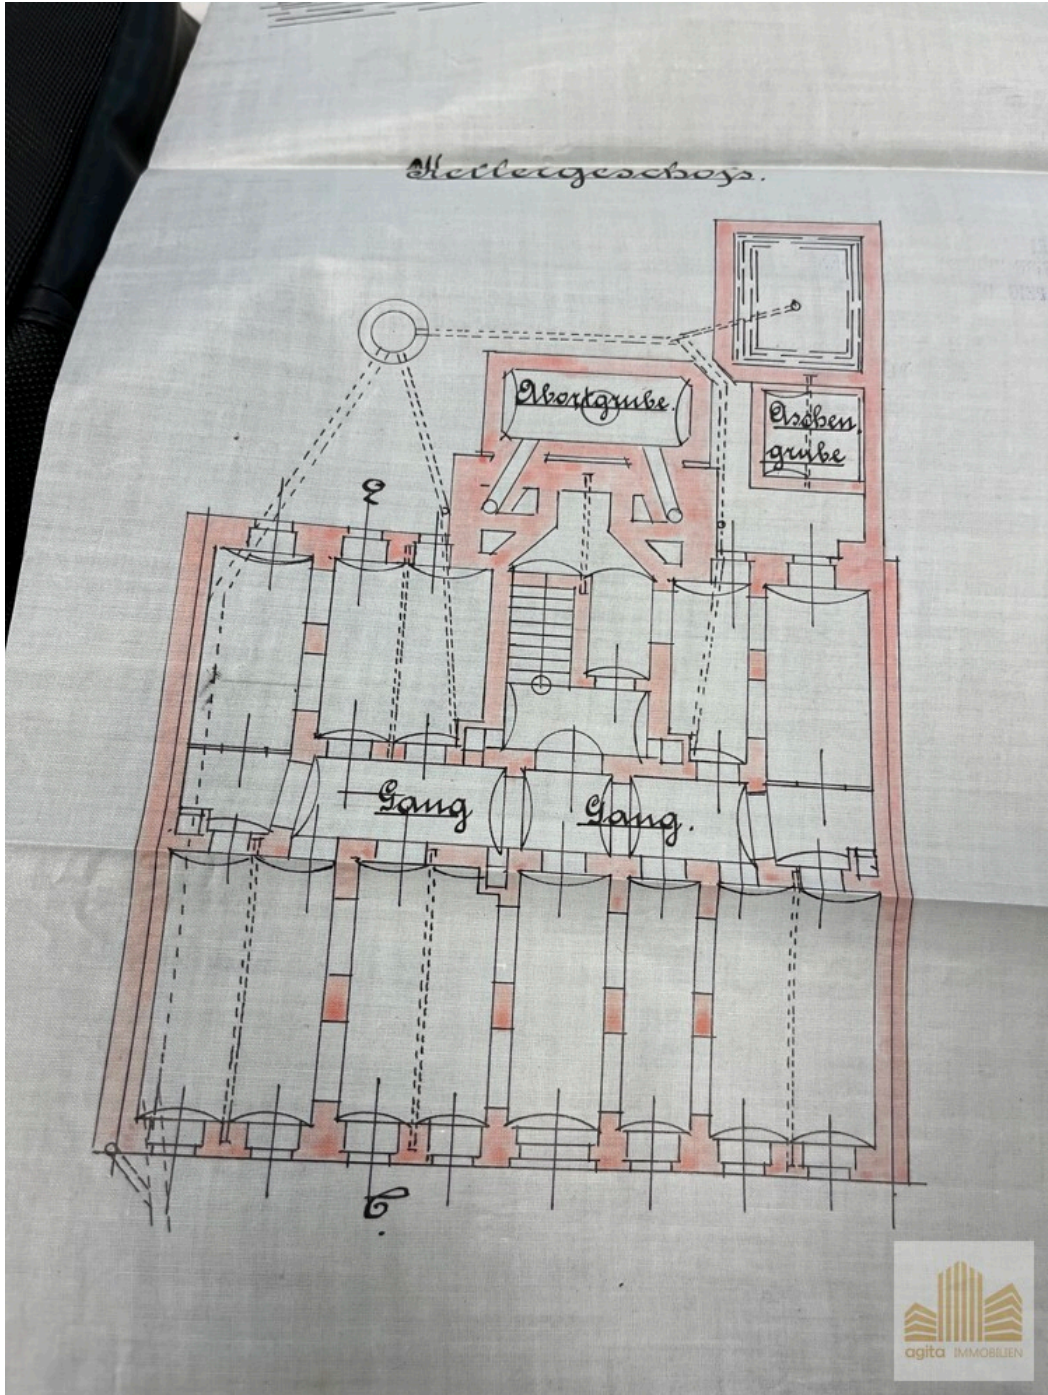 Kellergeschoß.
Abortgrube.
Aschen
grube
Gang
Gang.
agita IMMOBILIEN